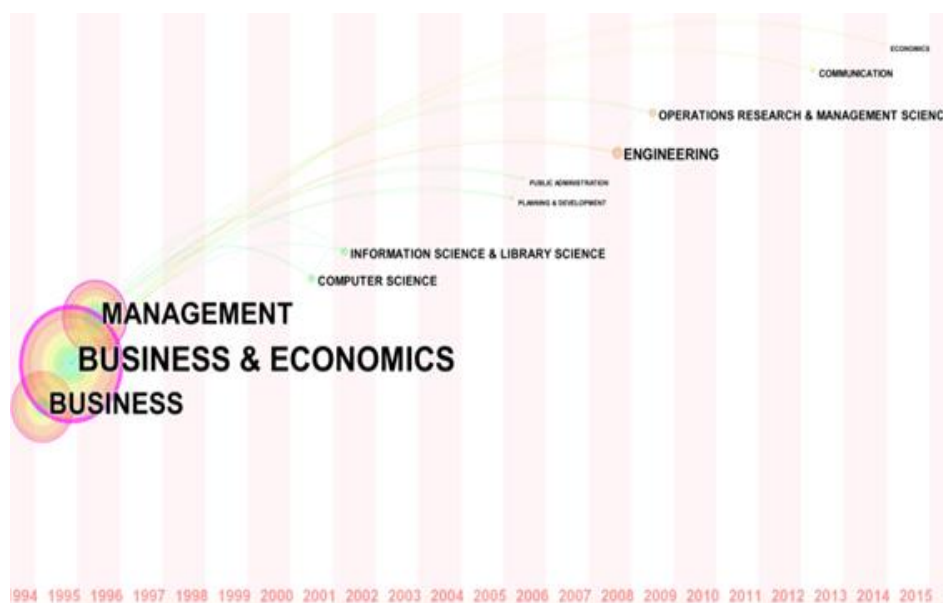 ECONOMICS
COMMUNICATION
OPERATIONS RESEARCH & MANAGEMENT SCIENC
ENGINEERING
PUBLIC ADMINISTRATION
PLANNING & DEVELOPMENT
INFORMATION SCIENCE & LIBRARY SCIENCE
COMPUTER SCIENCE
MANAGEMENT
BUSINESS & ECONOMICS
BUSINESS
994 1995 1996 1997 1998 1999 2000 2001 2002 2003 2004 2005 2006 2007 2008 2009 2010 2011 2012 2013 2014 2015